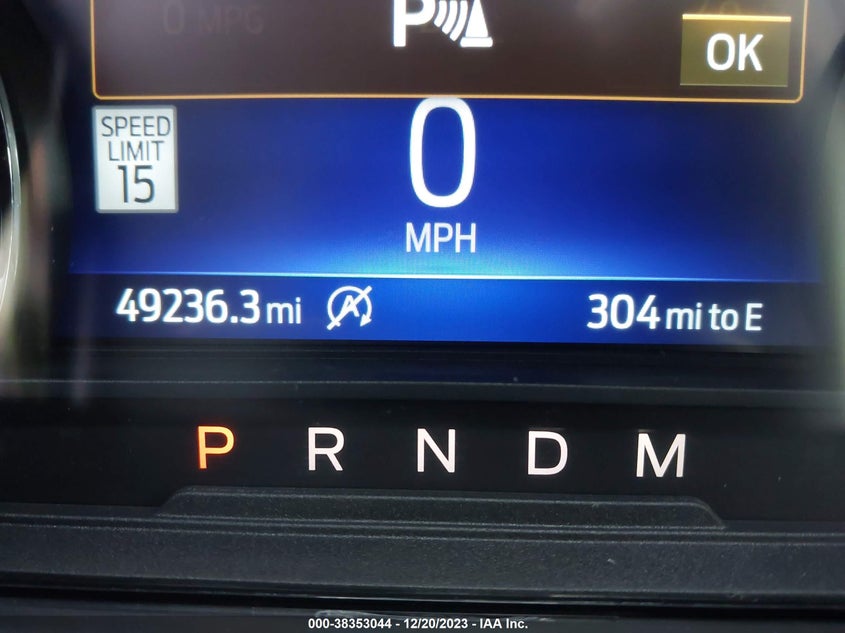 0 MPG
P
OK
SPEED
LIMIT
15
0
MPH
49236.3 mi
A
304 mi to E
P R N D M
000-38353044 - 12/20/2023 - IAA Inc.